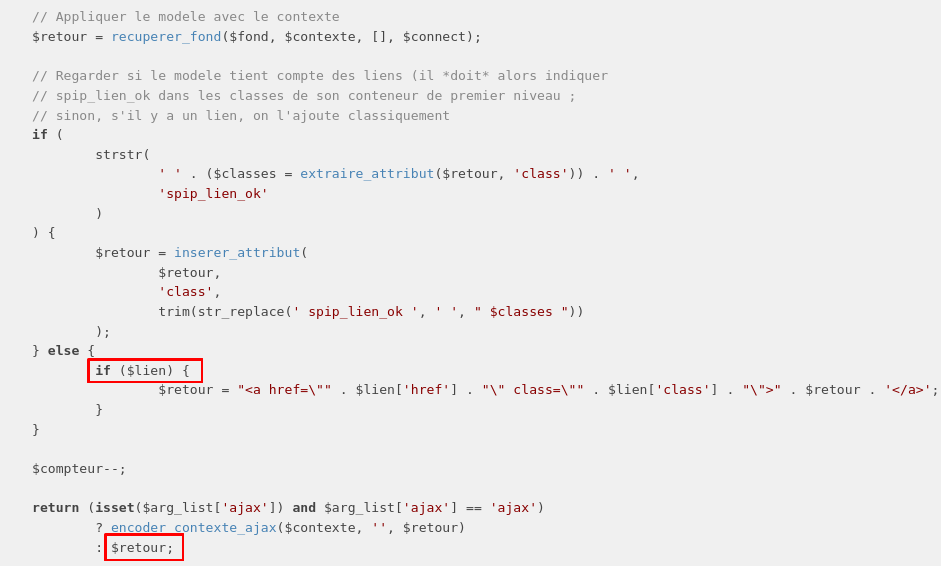 // Appliquer le modele avec le contexte
$retour = recuperer_fond($fond, $contexte, [], $connect);
// Regarder si le modele tient compte des liens (il *doit* alors indiquer
// spip_lien_ok dans les classes de son conteneur de premier niveau ;
// sinon, s'il y a un lien, on l'ajoute classiquement
if (
strstr(
' ' . ($classes = extraire_attribut($retour, 'class')) . ' ',
'spip_lien_ok'
)
) {
$retour = inserer_attribut(
$retour,
'class',
trim(str_replace(' spip_lien_ok ', ' ', " $classes "))
);
} else {
if ($lien) {
$retour = "<a href=\"" . $lien['href'] . "\" class=\"" . $lien['class'] . "\">" . $retour . '</a>';
}
}
$compteur--;
return (isset($arg_list['ajax']) and $arg_list['ajax'] == 'ajax')
? encoder_contexte_ajax($contexte, '', $retour)
: $retour;